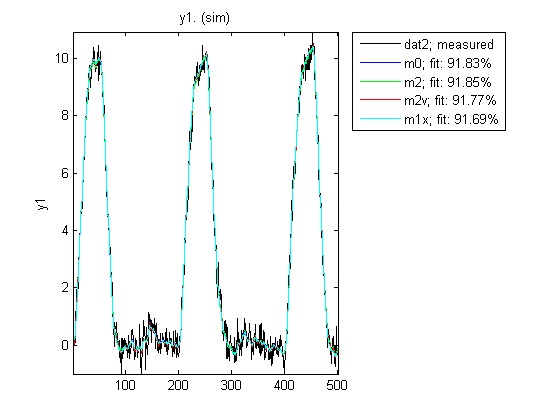 y1. (sim)
dat2; measured
m0; fit: 91.83%
m2; fit: 91.85%
m2v; fit: 91.77%
m1x; fit: 91.69%
10
8
6
4
2
0
y1
100
200
300
400
500